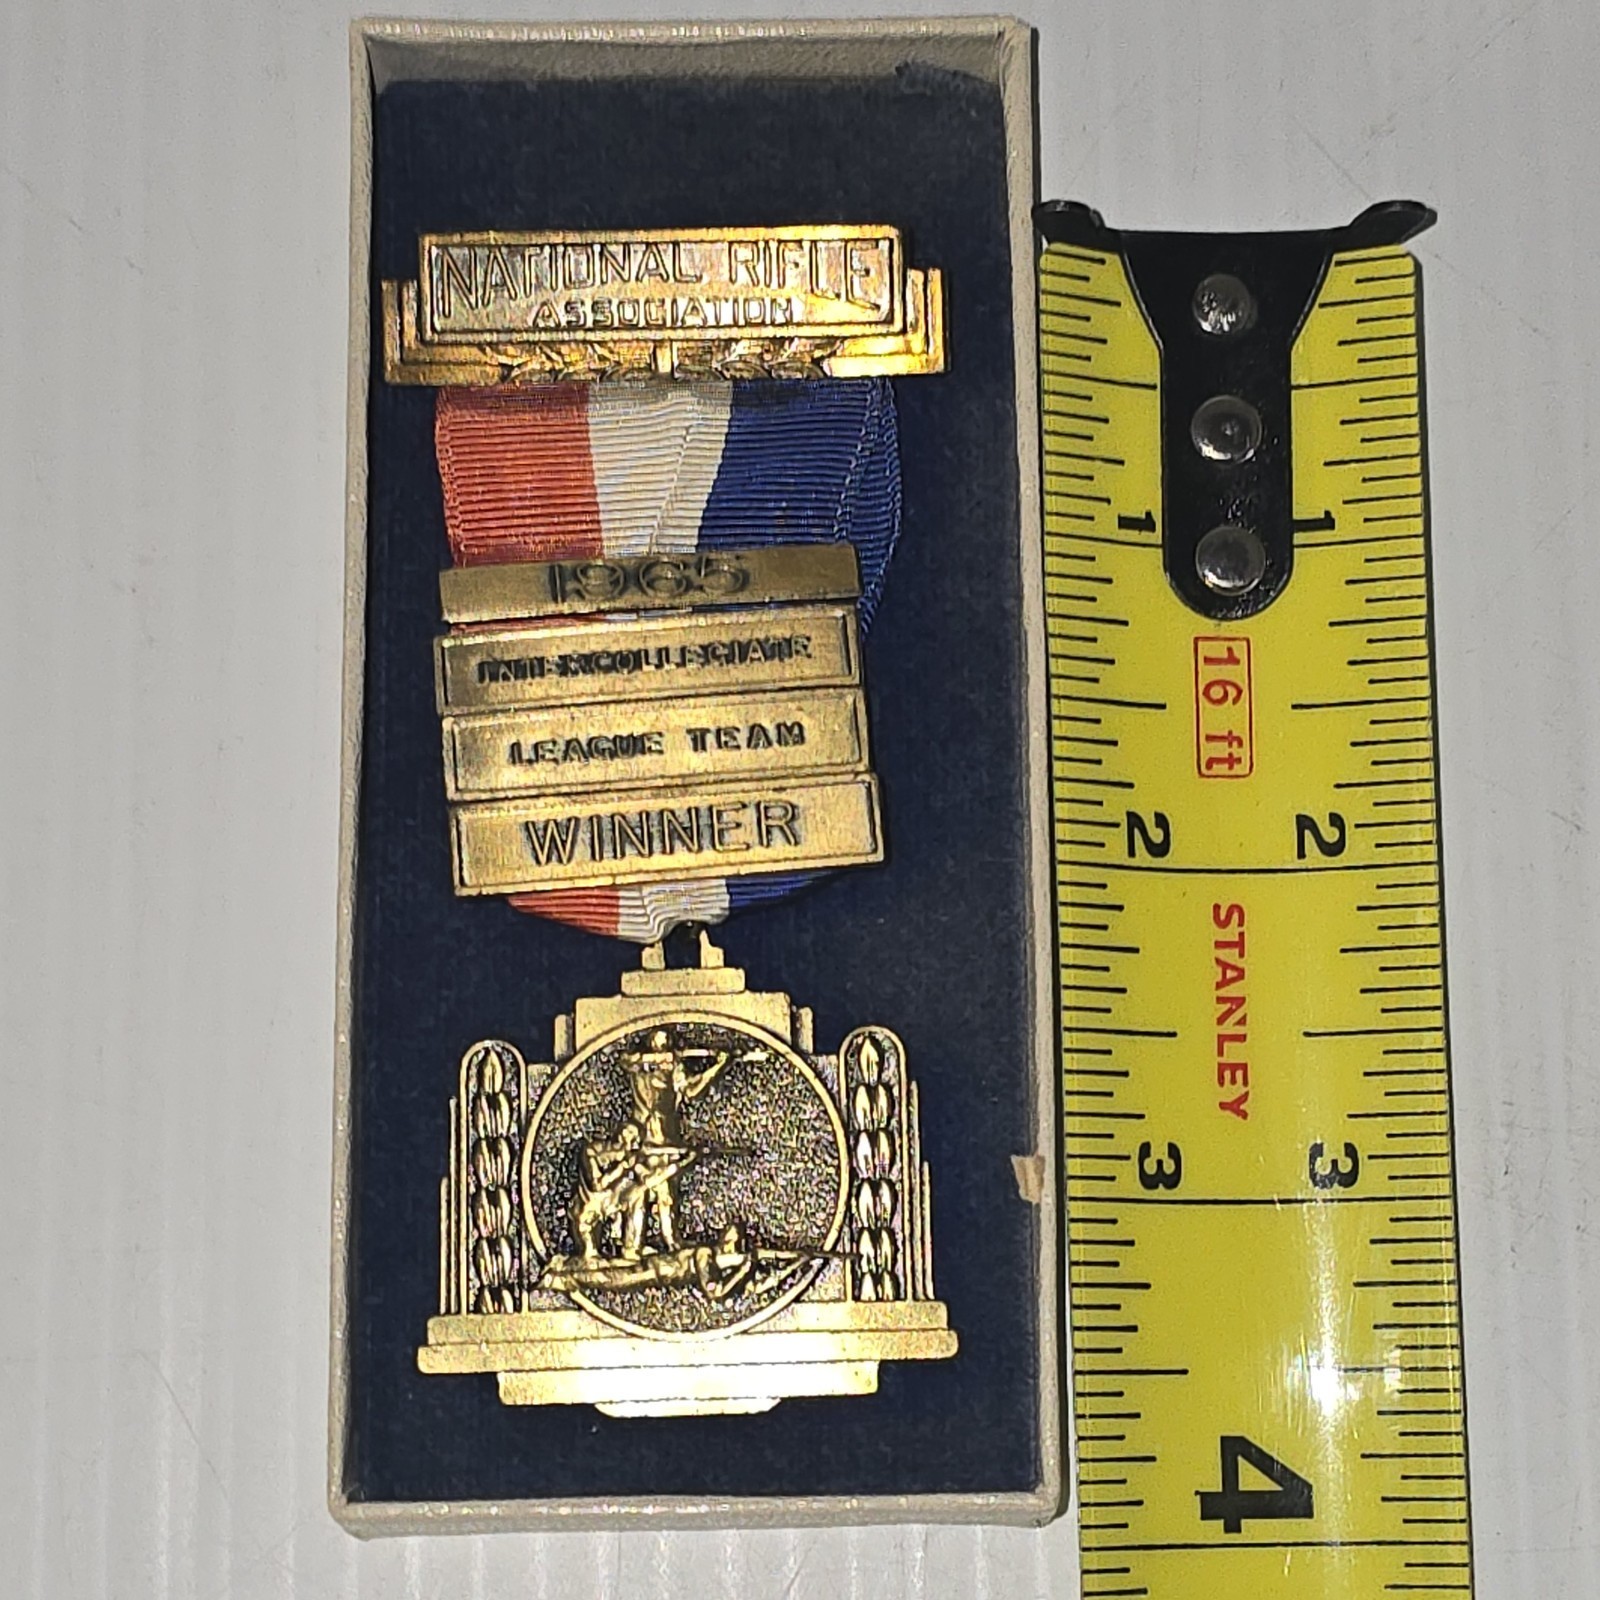 NATIONAL RIFLE
ASSOCIATION
1965
INTERCOLLEGIATE
LEAGUE TEAM
WINNER
1 1
16 ft
2 2
STANLEY
3 3
4